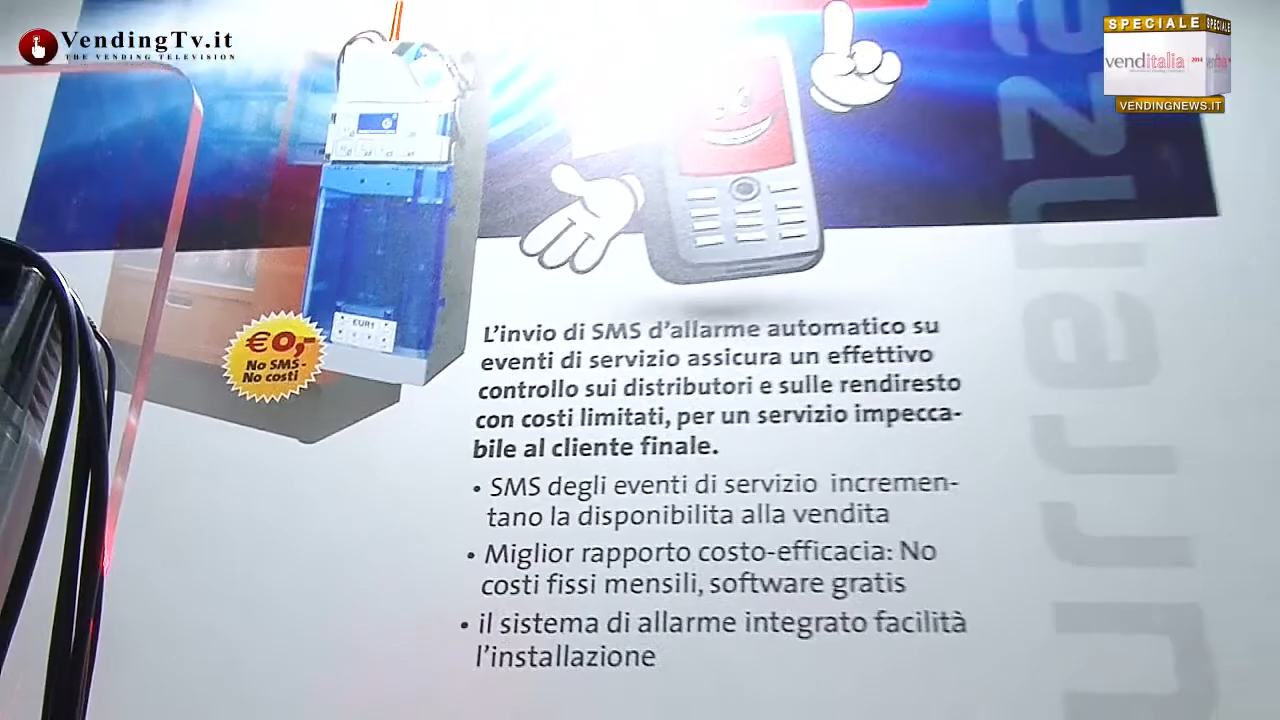 VendingTv.it
THE VENDING TELEVISION
SPECIALE SPECIALE
venditalia 2014
VENDINGNEWS.IT
EUR1
€0,-
No SMS-
No costi
L'invio di SMS d'allarme automatico su
eventi di servizio assicura un effettivo
controllo sui distributori e sulle rendiresto
con costi limitati, per un servizio impecca-
bile al cliente finale.
• SMS degli eventi di servizio incremen-
tano la disponibilita alla vendita
• Miglior rapporto costo-efficacia: No
costi fissi mensili, software gratis
• il sistema di allarme integrato facilità
l'installazione
urrenza